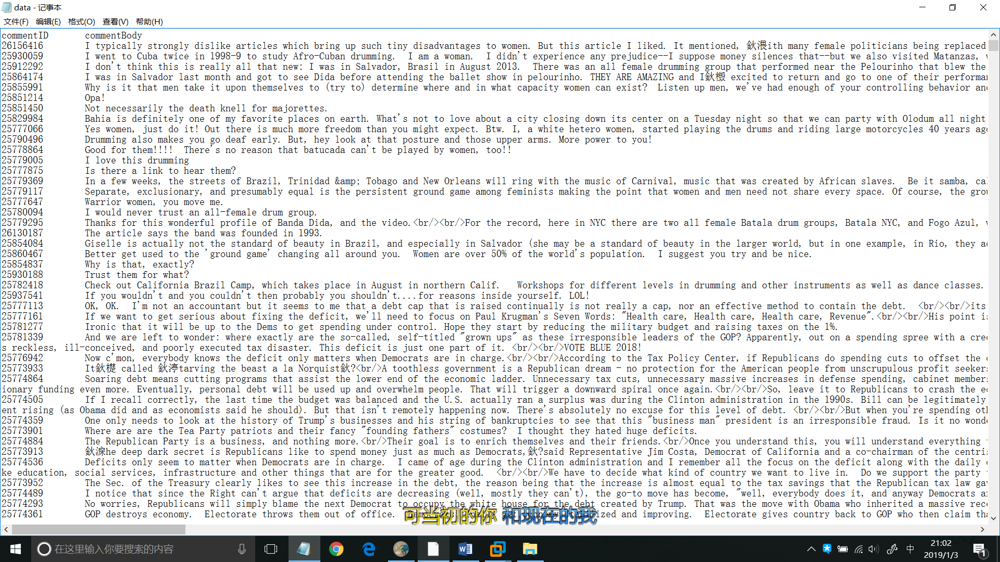 data - 记事本
文件(F) 编辑(E) 格式(O) 查看(V) 帮助(H)
commentID commentBody
26156416 I typically strongly dislike articles which bring up such tiny disadvantages to women. But this article I liked. It mentioned, 鈥渨ith many female politicians being replaced
25930059 I went to Cuba twice in 1998-9 to study Afro-Cuban drumming.  I am a woman.  I didn't experience any prejudice--I suppose money silences that--but we also visited Matanzas,
25912292 I don't think this is really all that new: I was in Salvador, Brasil in August 2013.  There was an all female drumming group that performed near the Pelourinho that blew the
25864174 I was in Salvador last month and got to see Dida before attending the ballet show in pelourinho. THEY ARE AMAZING and I鈥檓 excited to return and go to one of their
25855991 Why is it that men take it upon themselves to (try to) determine where and in what capacity women can exist?  Listen up men, we've had enough of your controlling behavior
25851214 Opa!
25851450 Not necessarily the death knell for majorettes.
25829984 Bahia is definitely one of my favorite places on earth. What's not to love about a city closing down its center on a Tuesday night so that we can party with Olodum all night
25777066 Yes women, just do it! Out there is much more freedom than you might expect. Btw. I, a white hetero women, started playing the drums and riding large motorcycles 40 years
25790496 Drumming also makes you go deaf early. But, hey look at that posture and those upper arms. More power to you!
25778864 Good for them!!!!  There's no reason that batucada can't be played by women, too!!
25779005 I love this drumming
25777875 Is there a link to hear them?
25779369 In a few weeks, the streets of Brazil, Trinidad &amp; Tobago and New Orleans will ring with the music of Carnival, music that was created by African slaves.  Be it samba,
25779117 Separate, exclusionary, and presumably equal is the persistent ground game among feminists making the point that women and men need not share every space. Of course, the
25777647 Warrior women, you move me.
25780094 I would never trust an all-female drum group.
25779295 Thanks for this wonderful profile of Banda Dida, and the video.<br/><br/>For the record, here in NYC there are two all female Batala drum groups, Batala NYC, and Fogo Azul,
26130187 The article says the band was founded in 1993.
25854084 Giselle is actually not the standard of beauty in Brazil, and especially in Salvador (she may be a standard of beauty in the larger world, but in one example, in Rio, they
25860467 Better get used to the 'ground game' changing all around you.  Women are over 50% of the world's population.  I suggest you try and be nice.
25854837 Why is that, exactly?
25930188 Trust them for what?
25782418 Check out California Brazil Camp, which takes place in August in northern Calif.   Workshops for different levels in drumming and other instruments as well as dance classes.
25937541 If you wouldn't and you couldn't then probably you shouldn't....for reasons inside yourself. LOL!
25777113 OK, OK.  I'm not an accountant but it seems to me that a debt cap that is raised continually is not really a cap, nor an effective method to contain the debt.  <br/><br/>its
25777161 If we want to get serious about fixing the deficit, we'll need to focus on Paul Krugman's Seven Words: "Health care, Health care, Health care, Revenue".<br/><br/>His point
25781277 Ironic that it will be up to the Dems to get spending under control. Hope they start by reducing the military budget and raising taxes on the 1%.
25781339 And we are left to wonder: where exactly are the so-called, self-titled "grown ups" as these irresponsible leaders of the GOP? Apparently, out on a spending spree with a
s reckless, ill-conceived, and poorly executed tax disaster. This deficit is just one part of it. <br/><br/>VOTE BLUE 2018!
25776942 Now c'mon, everybody knows the deficit only matters when Democrats are in charge.<br/><br/>According to the Tax Policy Center, if Republicans do spending cuts to offset the
25773933 It鈥檚 called 鈥渟tarving the beast a la Norquist鈥?<br/>A toothless government is a Republican dream - no protection for the American people from unscrupulous profit
25774864 Soaring debt means cutting programs that assist the lower end of the economic ladder. Unnecessary tax cuts, unnecessary massive increases in defense spending, cabinet
ionary funding even more. Eventually, personal debt will be used up and overwhelm people. That will trigger a downward spiral once again.<br/><br/>So, leave it to Republicans to crash the
25774505 If I recall correctly, the last time the budget was balanced and the U.S. actually ran a surplus was during the Clinton administration in the 1990s. Bill can be legitimately
ent rising (as Obama did and as economists said he should). But that isn't remotely happening now. There's absolutely no excuse for this level of debt. <br/><br/>But when you're spending
25774359 One only needs to look at the history of Trump's businesses and his string of bankruptcies to see that this "business man" president is an irresponsible fraud. Is it no
25773901 Where are are the Tea Party patriots and their fancy "founding fathers" costumes?  I thought they hated huge deficits.
25774884 The Republican Party is a business, and nothing more.<br/>Their goal is to enrich themselves and their friends.<br/>Once you understand this, you will understand everything
25773913 鈥淭he deep dark secret is Republicans like to spend money just as much as Democrats,鈥?said Representative Jim Costa, Democrat of California and a co-chairman of the
25774536 Deficits only seem to matter when Democrats are in charge.  I came of age during the Clinton administration and I remember all the focus on the deficit along with the daily
ke education, social services, infrastructure and other things that are for the greater good.  <br/><br/>We have to decide what kind of country we want to live in.  Do we support the party
25773952 The Sec. of the Treasury clearly likes to see this increase in the debt, the reason being that the increase is almost equal to the tax savings that the Republican tax law
25774489 I notice that since the Right can't argue that deficits are decreasing (well, mostly they can't), the go-to move has become, "well, everybody does it, and anyway Democrats
25774293 No worries, Republicans will simply blame the next Democrat to occupy the white house for the debt created by Trump. That was the move with Obama who inherited a massive
25774361 GOP destroys economy.  Electorate throws them out of office. and improving.  Electorate gives country back to GOP who then claim
可当初的你 和现在的我
在这里输入你要搜索的内容
中
21:02
2019/1/3
1